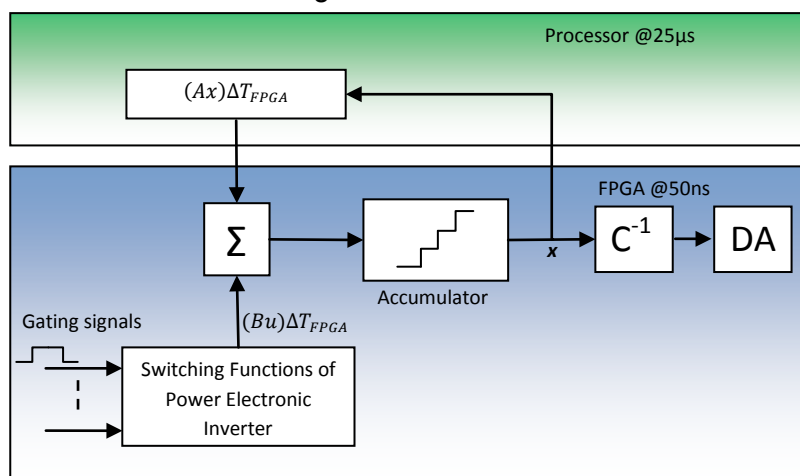 Processor @25µs
(Ax)ΔT_FPGA
FPGA @50ns
Σ
C⁻¹
DA
x
Accumulator
(Bu)ΔT_FPGA
Gating signals
Switching Functions of
Power Electronic
Inverter